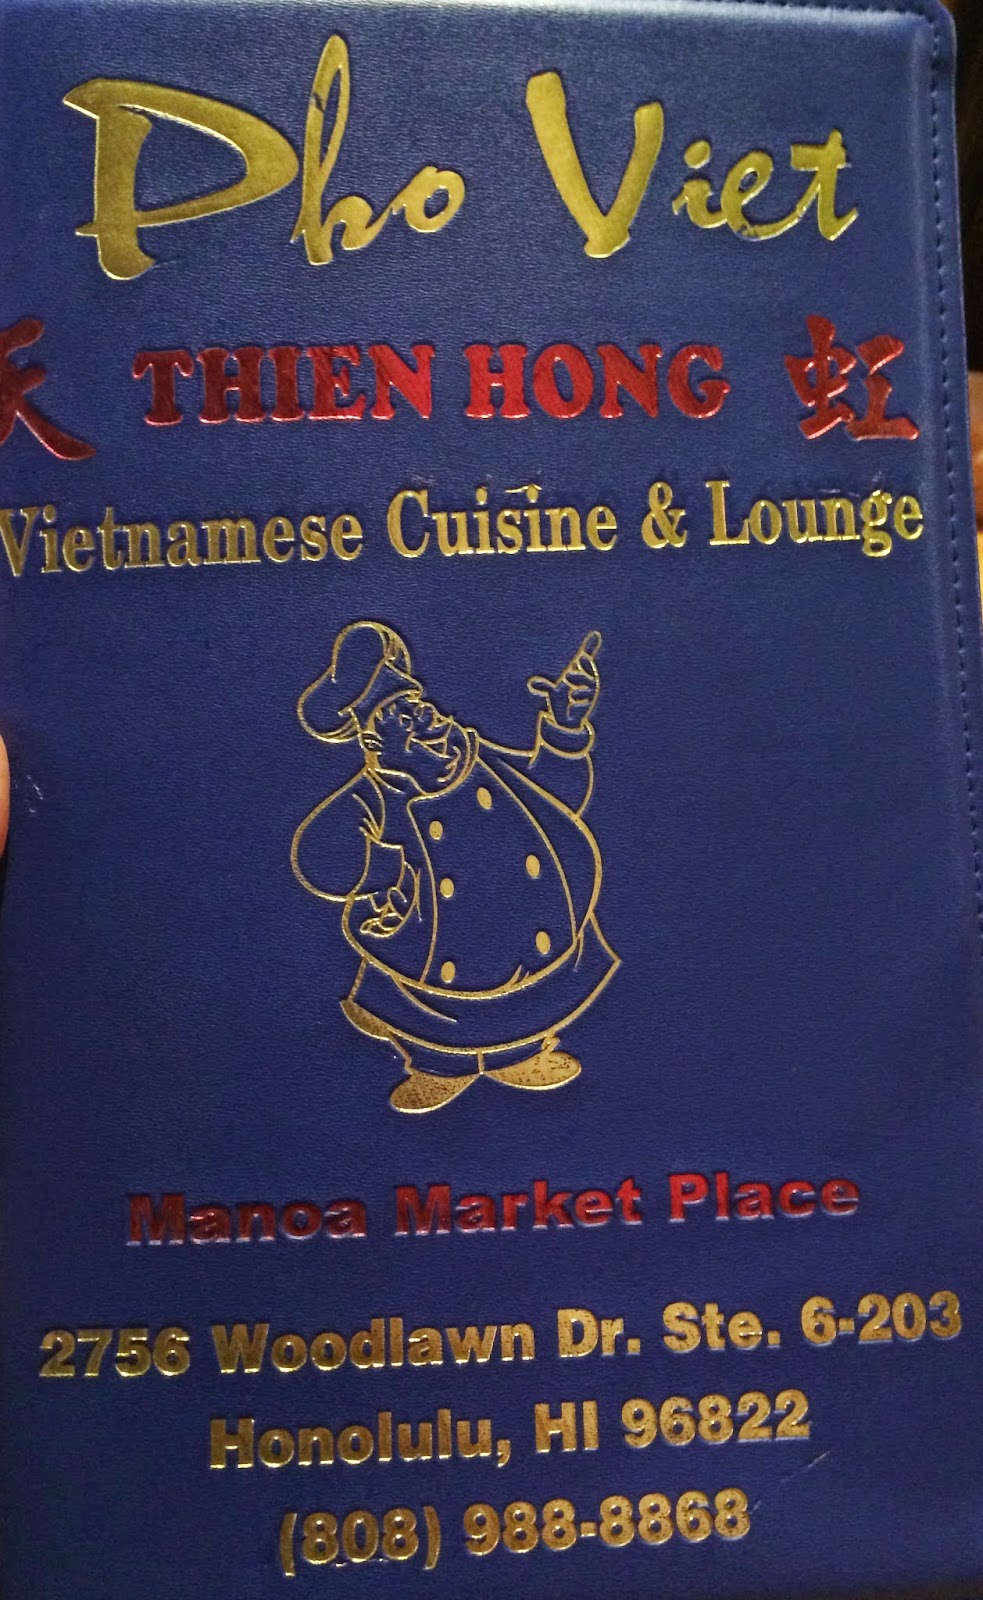 Pho Viet
天 THIEN HONG 虹
Vietnamese Cuisine & Lounge
Manoa Market Place
2756 Woodlawn Dr. Ste. 6-203
Honolulu, HI 96822
(808) 988-8868